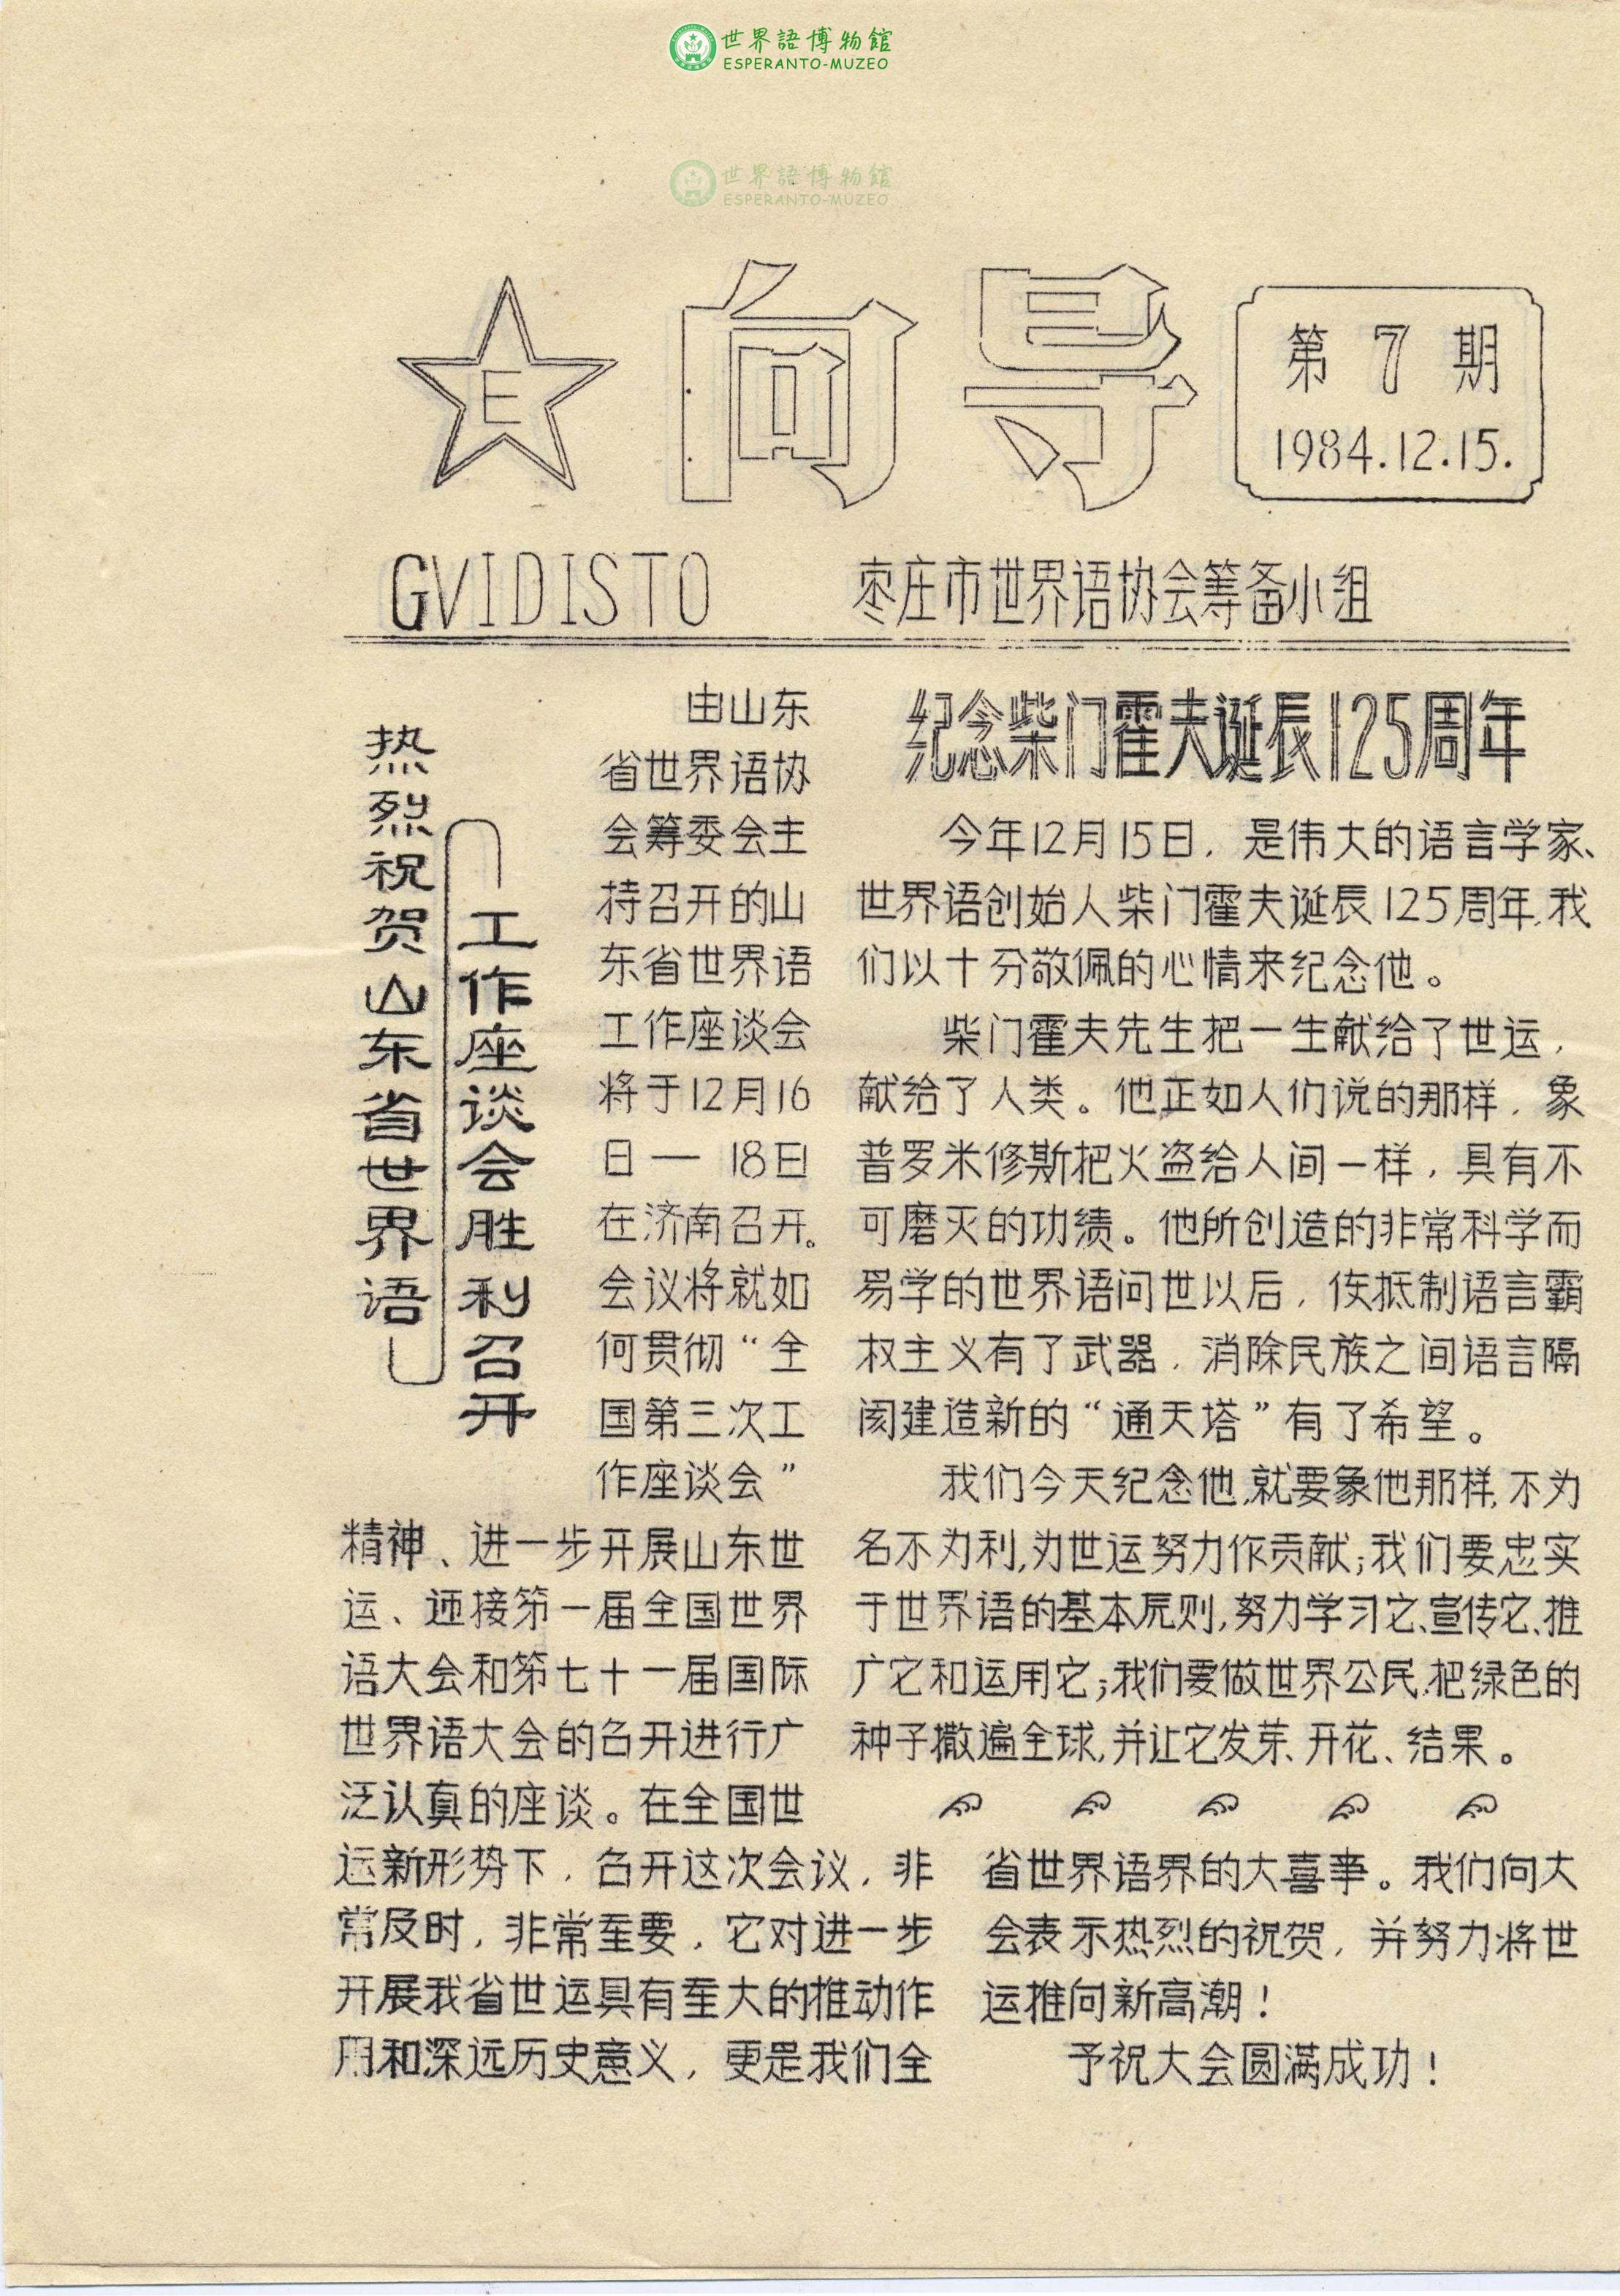 世界語博物館
ESPERANTO-MUZEO
世界語博物館
ESPERANTO-MUZEO
E
向导
第7期
1984.12.15.
GVIDISTO
枣庄市世界语协会筹备小组
热烈祝贺山东省世界语
工作座谈会胜利召开
由山东
省世界语协
会筹委会主
持召开的山
东省世界语
工作座谈会
将于12月16
日—18日
在济南召开。
会议将就如
何贯彻“全
国第三次工
作座谈会”
精神、进一步开展山东世
运、迎接第一届全国世界
语大会和第七十一届国际
世界语大会的召开进行广
泛认真的座谈。在全国世
运新形势下，召开这次会议，非
常及时，非常重要，它对进一步
开展我省世运具有重大的推动作
用和深远历史意义，更是我们全
省世界语界的大喜事。我们向大
会表示热烈的祝贺，并努力将世
运推向新高潮！
予祝大会圆满成功！
纪念柴门霍夫诞辰125周年
今年12月15日，是伟大的语言学家、
世界语创始人柴门霍夫诞辰125周年，我
们以十分敬佩的心情来纪念他。
柴门霍夫先生把一生献给了世运，
献给了人类。他正如人们说的那样，象
普罗米修斯把火盗给人间一样，具有不
可磨灭的功绩。他所创造的非常科学而
易学的世界语问世以后，使抵制语言霸
权主义有了武器，消除民族之间语言隔
阂建造新的“通天塔”有了希望。
我们今天纪念他，就要象他那样，不为
名不为利，为世运努力作贡献；我们要忠实
于世界语的基本原则，努力学习它、宣传它、推
广它和运用它；我们要做世界公民，把绿色的
种子撒遍全球，并让它发芽、开花、结果。